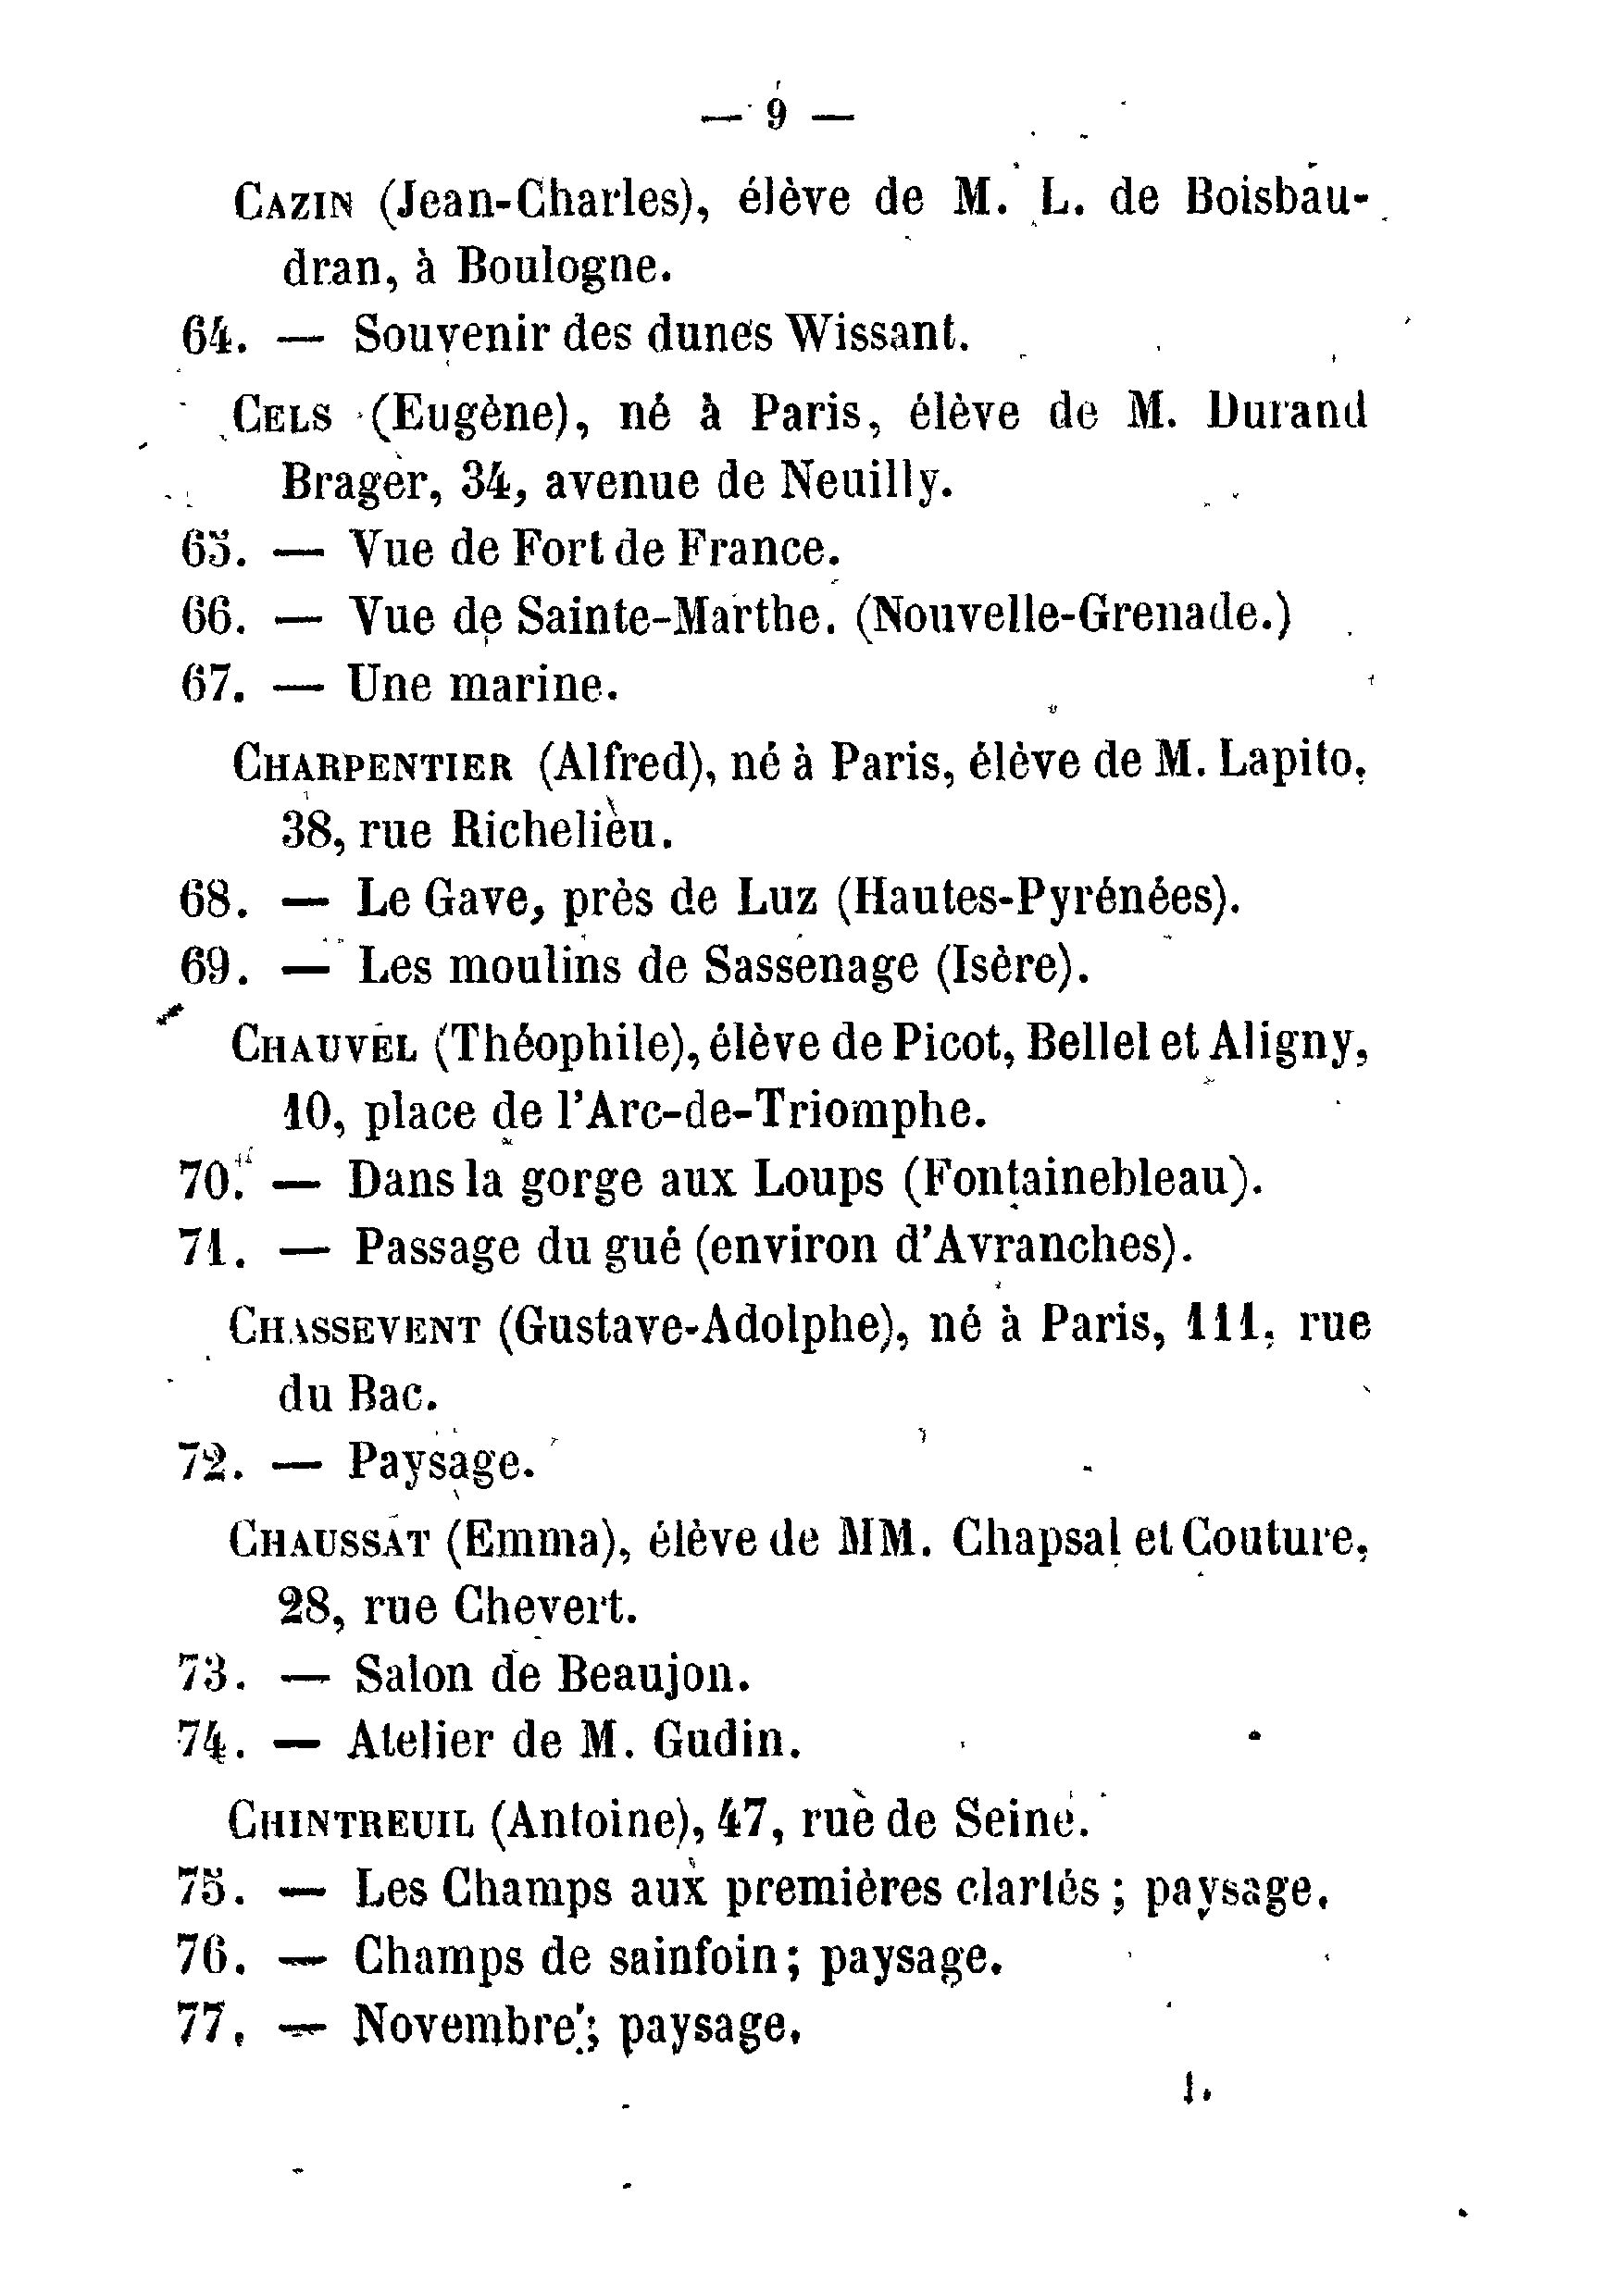 — 9 —
CAZIN (Jean-Charles), élève de M. L. de Boisbau-
dran, à Boulogne.
64. — Souvenir des dunes Wissant.
CELS (Eugène), né à Paris, élève de M. Durand
Brager, 34, avenue de Neuilly.
65. — Vue de Fort de France.
66. — Vue de Sainte-Marthe. (Nouvelle-Grenade.)
67. — Une marine.
CHARPENTIER (Alfred), né à Paris, élève de M. Lapito,
38, rue Richelieu.
68. — Le Gave, près de Luz (Hautes-Pyrénées).
69. — Les moulins de Sassenage (Isère).
CHAUVEL (Théophile), élève de Picot, Bellel et Aligny,
10, place de l'Arc-de-Triomphe.
70. — Dans la gorge aux Loups (Fontainebleau).
71. — Passage du gué (environ d'Avranches).
CHASSEVENT (Gustave-Adolphe), né à Paris, 111, rue
du Bac.
72. — Paysage.
CHAUSSAT (Emma), élève de MM. Chapsal et Couture,
28, rue Chevert.
73. — Salon de Beaujon.
74. — Atelier de M. Gudin.
CHINTREUIL (Antoine), 47, rue de Seine.
75. — Les Champs aux premières clartés ; paysage.
76. — Champs de sainfoin ; paysage.
77. — Novembre ; paysage.
1.